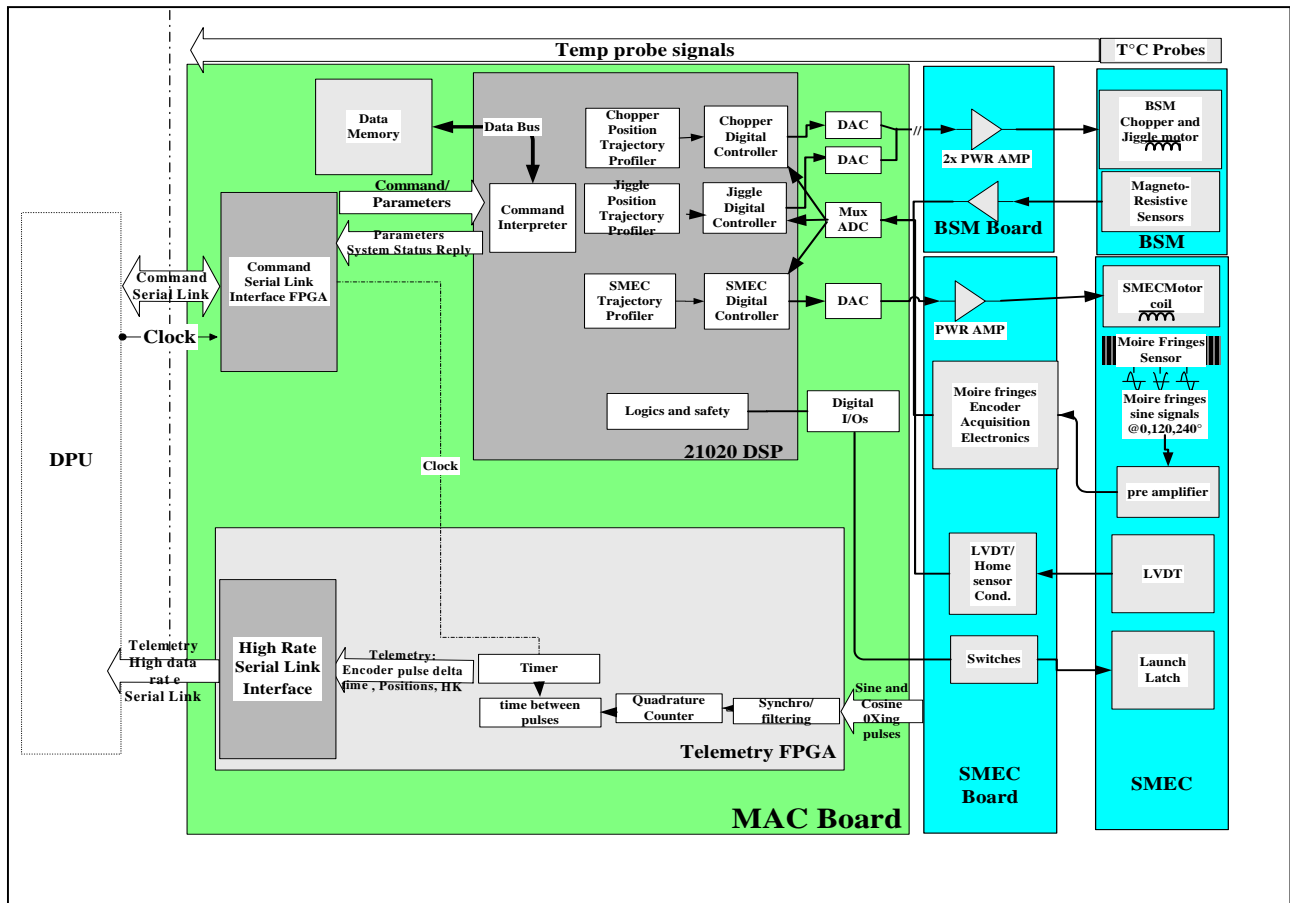 Temp probe signals
T°C Probes
Data
Memory
Data Bus
Chopper
Position
Trajectory
Profiler
Chopper
Digital
Controller
DAC
DAC
//
2x PWR AMP
BSM
Chopper and
Jiggle motor
Command/
Parameters
Command
Interpreter
Jiggle
Position
Trajectory
Profiler
Jiggle
Digital
Controller
Mux
ADC
BSM Board
Magneto-
Resistive
Sensors
BSM
Parameters
System Status Reply
Command
Serial Link
Command
Serial Link
Interface FPGA
Clock
SMEC
Trajectory
Profiler
SMEC
Digital
Controller
DAC
PWR AMP
SMECMotor
coil
Moire Fringes
Sensor
Moire fringes
sine signals
@0,120,240°
Moire fringes
Encoder
Acquisition
Electronics
Logics and safety
Digital
I/Os
21020 DSP
DPU
Clock
pre amplifier
LVDT/
Home
sensor
Cond.
LVDT
Telemetry
High data
rat e
Serial Link
High Rate
Serial Link
Interface
Telemetry:
Encoder pulse delta
time , Positions, HK
Timer
time between
pulses
Quadrature
Counter
Synchro/
filtering
Sine and
Cosine
0Xing
pulses
Switches
Launch
Latch
Telemetry FPGA
SMEC
Board
SMEC
MAC Board